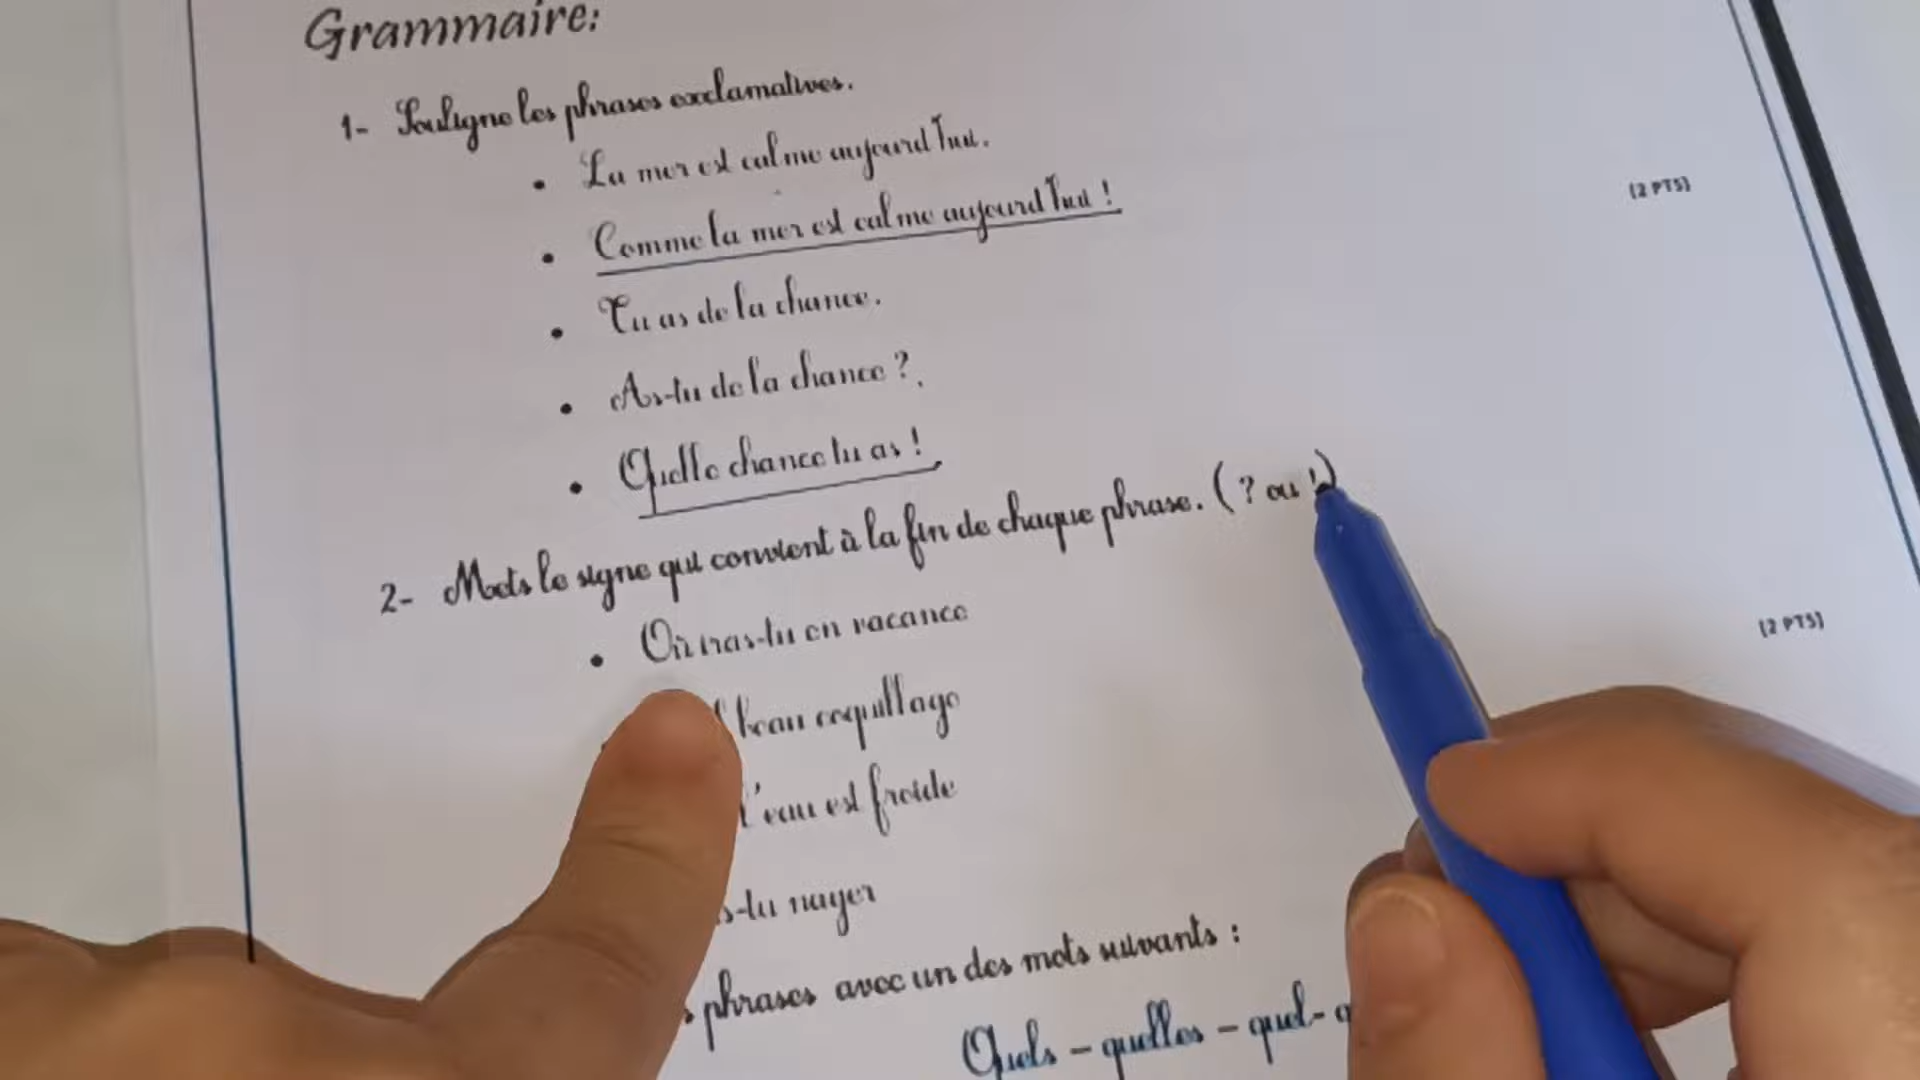 Grammaire:
1- Souligne les phrases exclamatives.
• La mer est calme aujourd'hui.
(2 PTS)
• Comme la mer est calme aujourd'hui !
• Tu as de la chance.
• As-tu de la chance ?
• Quelle chance tu as !
2- Mets le signe qui convient à la fin de chaque phrase. ( ? ou !)
(2 PTS)
• Où iras-tu en vacance
beau coquillage
l'eau est froide
-tu nager
phrases avec un des mots suivants :
Quels - quelles - quel-